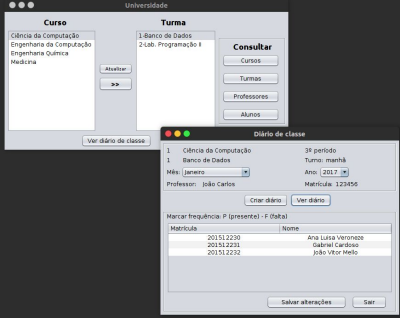 Universidade
Curso
Turma
Ciência da Computação
Engenharia da Computação
Engenharia Química
Medicina
Atualizar
>>
1-Banco de Dados
2-Lab. Programação II
Consultar
Cursos
Turmas
Professores
Alunos
Ver diário de classe
Diário de classe
1 Ciência da Computação 3º período
1 Banco de Dados Turno: manhã
Mês: Janeiro Ano: 2017
Professor: João Carlos Matrícula: 123456
Criar diário Ver diário
Marcar frequência: P (presente) - F (falta)
Matrícula Nome
201512230 Ana Luisa Veroneze
201512231 Gabriel Cardoso
201512232 João Vitor Mello
Salvar alterações Sair